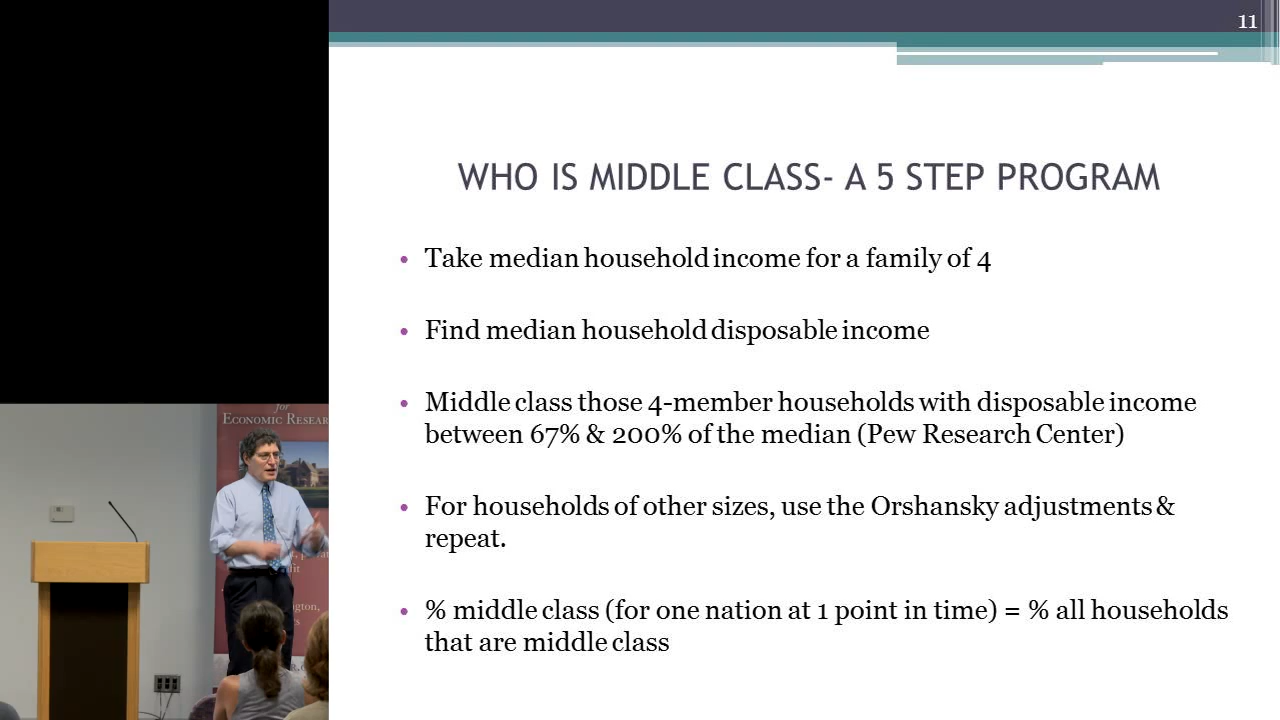 11
WHO IS MIDDLE CLASS- A 5 STEP PROGRAM
• Take median household income for a family of 4
• Find median household disposable income
• Middle class those 4-member households with disposable income
between 67% & 200% of the median (Pew Research Center)
• For households of other sizes, use the Orshansky adjustments &
repeat.
• % middle class (for one nation at 1 point in time) = % all households
that are middle class
for
ECONOMIC RESEAR